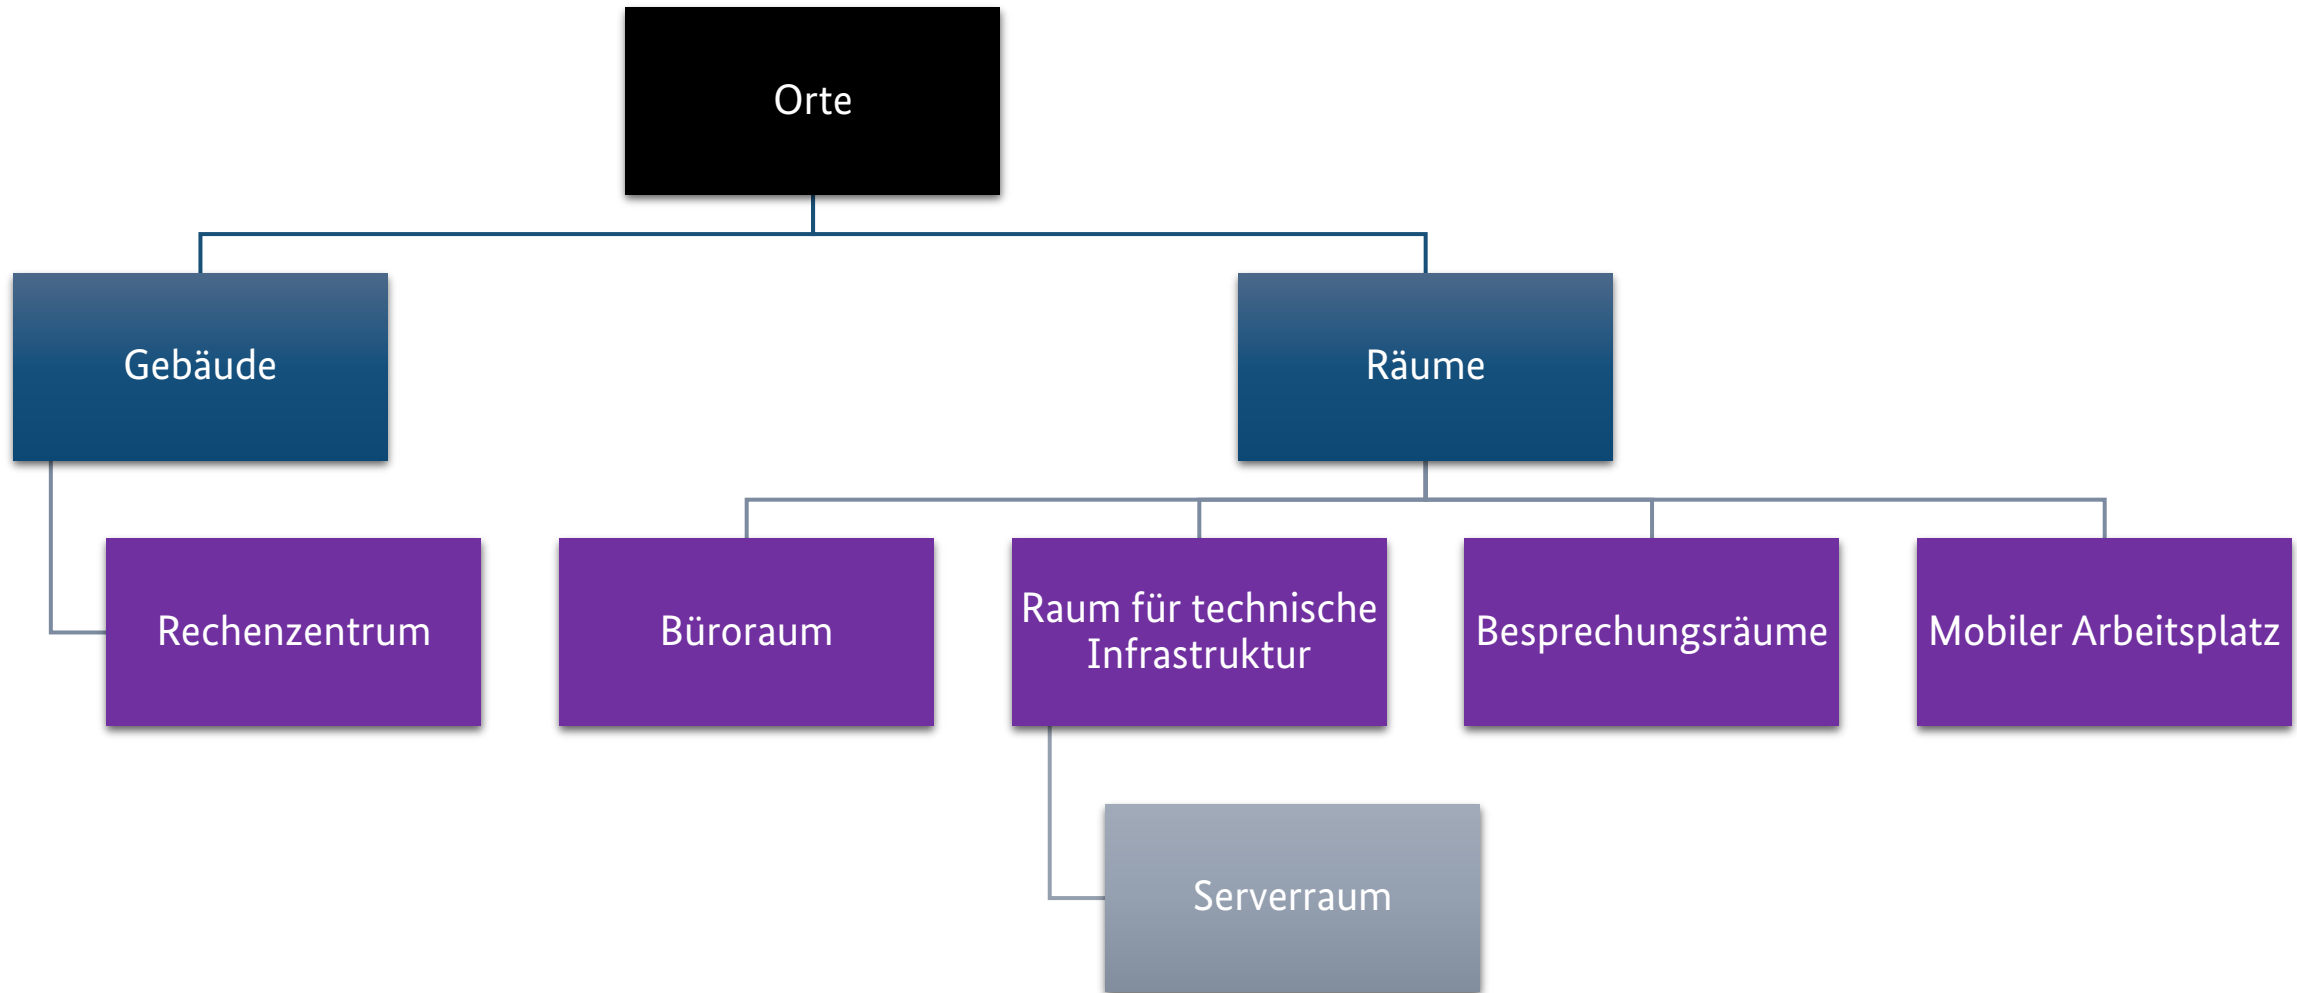 Orte
Gebäude
Räume
Rechenzentrum
Büroraum
Raum für technische
Infrastruktur
Besprechungsräume
Mobiler Arbeitsplatz
Serverraum